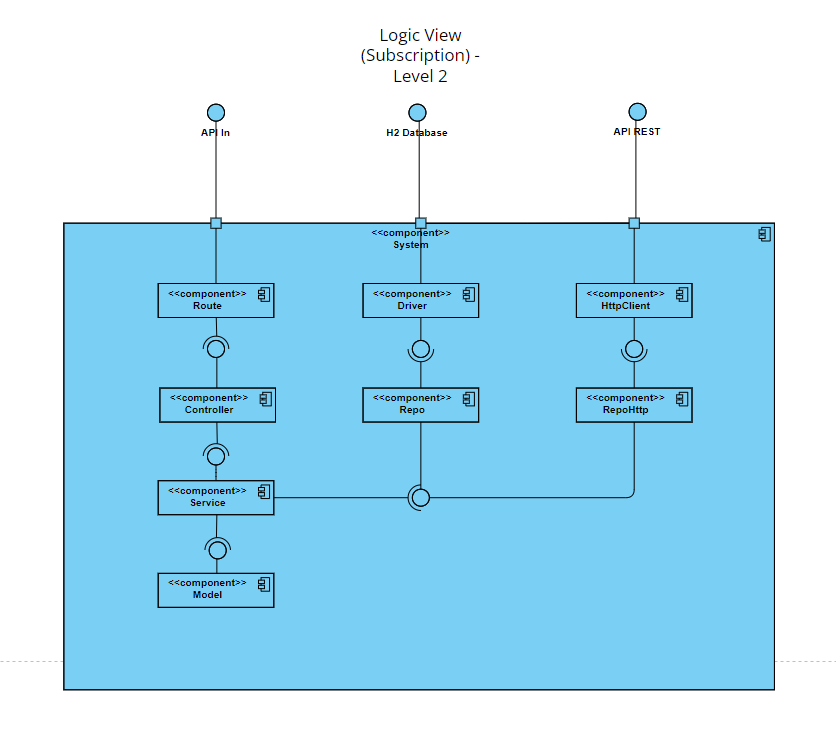 Logic View
(Subscription) -
Level 2
API In
H2 Database
API REST
<<component>>
System
<<component>>
Route
<<component>>
Driver
<<component>>
HttpClient
<<component>>
Controller
<<component>>
Repo
<<component>>
RepoHttp
<<component>>
Service
<<component>>
Model